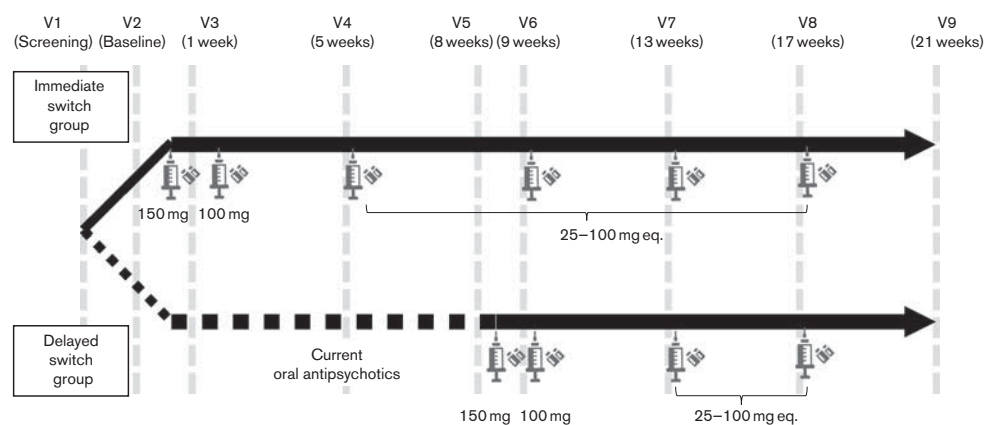 V1 V2 V3 V4 V5 V6 V7 V8 V9
(Screening) (Baseline) (1 week) (5 weeks) (8 weeks) (9 weeks) (13 weeks) (17 weeks) (21 weeks)
Immediate
switch
group
150 mg 100 mg
25–100 mg eq.
Delayed
switch
group
Current
oral antipsychotics
150 mg 100 mg
25–100 mg eq.